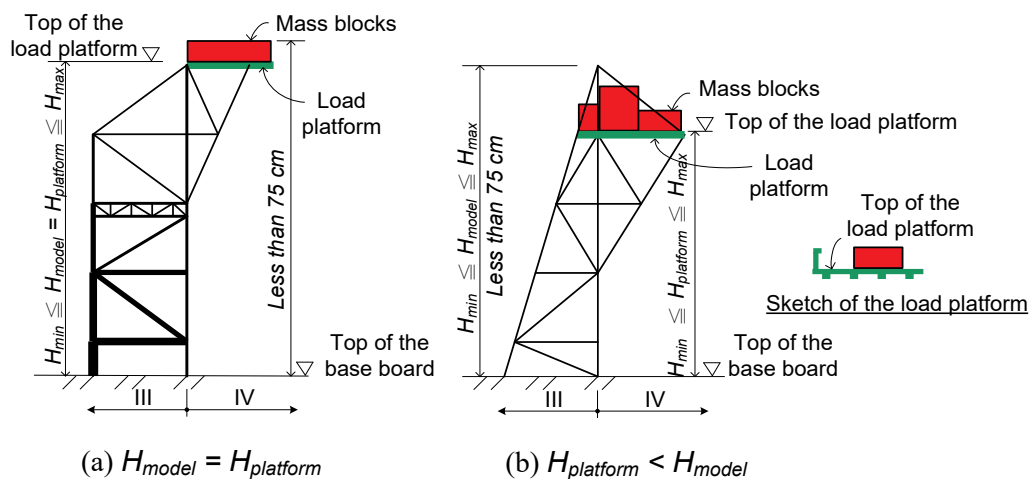 Top of the
load platform
Mass blocks
Load
platform
H_min ≦ H_model = H_platform ≦ H_max
Less than 75 cm
Top of the
base board
III
IV
(a) H_model = H_platform
Mass blocks
Top of the load platform
Load
platform
H_min ≦ H_model ≦ H_max
Less than 75 cm
H_min ≦ H_platform ≦ H_max
Top of the
base board
III
IV
(b) H_platform < H_model
Top of the
load platform
Sketch of the load platform